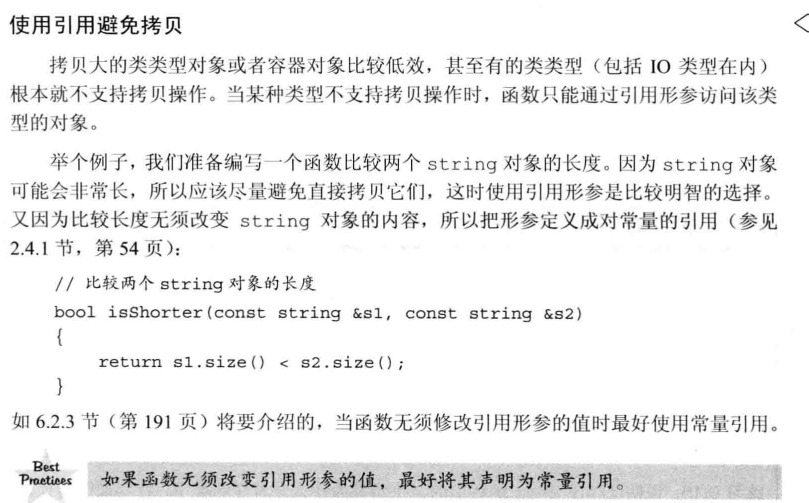 使用引用避免拷贝
拷贝大的类类型对象或者容器对象比较低效，甚至有的类类型（包括 IO 类型在内）
根本就不支持拷贝操作。当某种类型不支持拷贝操作时，函数只能通过引用形参访问该类
型的对象。
举个例子，我们准备编写一个函数比较两个 string 对象的长度。因为 string 对象
可能会非常长，所以应该尽量避免直接拷贝它们，这时使用引用形参是比较明智的选择。
又因为比较长度无须改变 string 对象的内容，所以把形参定义成对常量的引用（参见
2.4.1 节，第 54 页）：
// 比较两个 string 对象的长度
bool isShorter(const string &s1, const string &s2)
{
return s1.size() < s2.size();
}
如 6.2.3 节（第 191 页）将要介绍的，当函数无须修改引用形参的值时最好使用常量引用。
Best
Practices
如果函数无须改变引用形参的值，最好将其声明为常量引用。